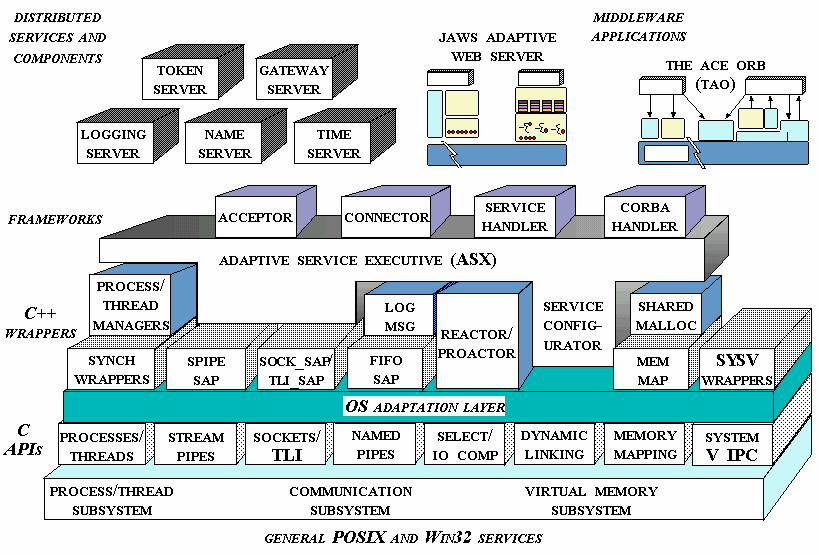 DISTRIBUTED
SERVICES AND
COMPONENTS
TOKEN
SERVER
GATEWAY
SERVER
LOGGING
SERVER
NAME
SERVER
TIME
SERVER
JAWS ADAPTIVE
WEB SERVER
MIDDLEWARE
APPLICATIONS
THE ACE ORB
(TAO)
FRAMEWORKS
ACCEPTOR
CONNECTOR
SERVICE
HANDLER
CORBA
HANDLER
ADAPTIVE SERVICE EXECUTIVE (ASX)
C++
WRAPPERS
PROCESS/
THREAD
MANAGERS
LOG
MSG
REACTOR/
PROACTOR
SERVICE
CONFIG-
URATOR
SHARED
MALLOC
SYNCH
WRAPPERS
SPIPE
SAP
SOCK_SAP/
TLI_SAP
FIFO
SAP
MEM
MAP
SYSV
WRAPPERS
OS ADAPTATION LAYER
C
APIs
PROCESSES/
THREADS
STREAM
PIPES
SOCKETS/
TLI
NAMED
PIPES
SELECT/
IO COMP
DYNAMIC
LINKING
MEMORY
MAPPING
SYSTEM
V IPC
PROCESS/THREAD
SUBSYSTEM
COMMUNICATION
SUBSYSTEM
VIRTUAL MEMORY
SUBSYSTEM
GENERAL POSIX AND WIN32 SERVICES